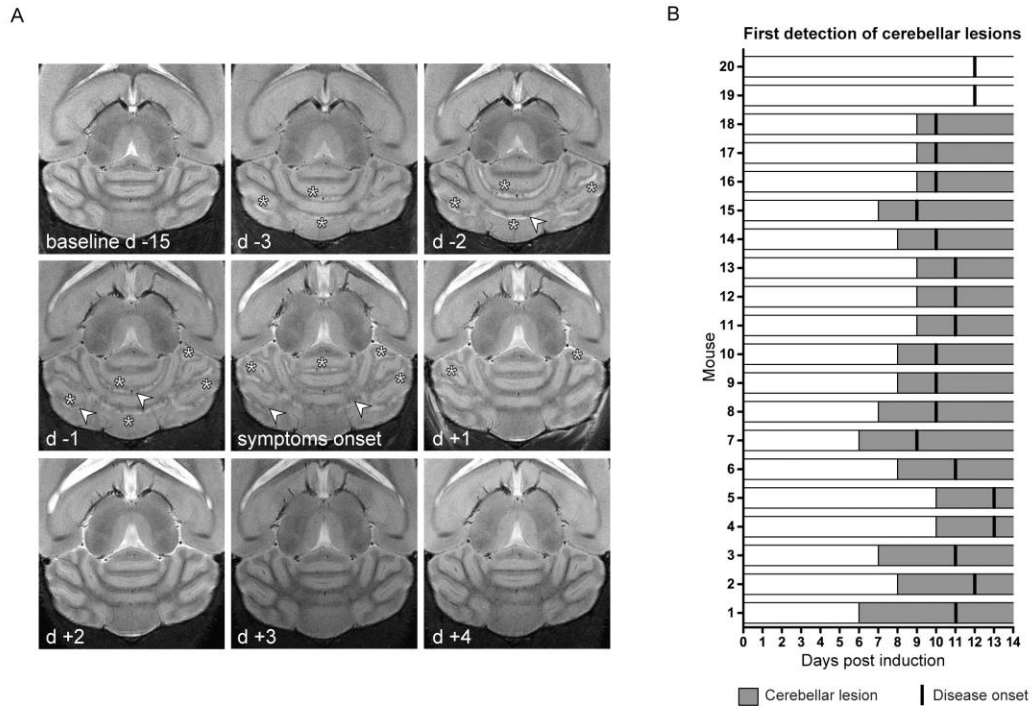 A
baseline d -15
d -3
d -2
d -1
symptoms onset
d +1
d +2
d +3
d +4
B
First detection of cerebellar lesions
Mouse
20
19
18
17
16
15
14
13
12
11
10
9
8
7
6
5
4
3
2
1
0 1 2 3 4 5 6 7 8 9 10 11 12 13 14
Days post induction
Cerebellar lesion
Disease onset